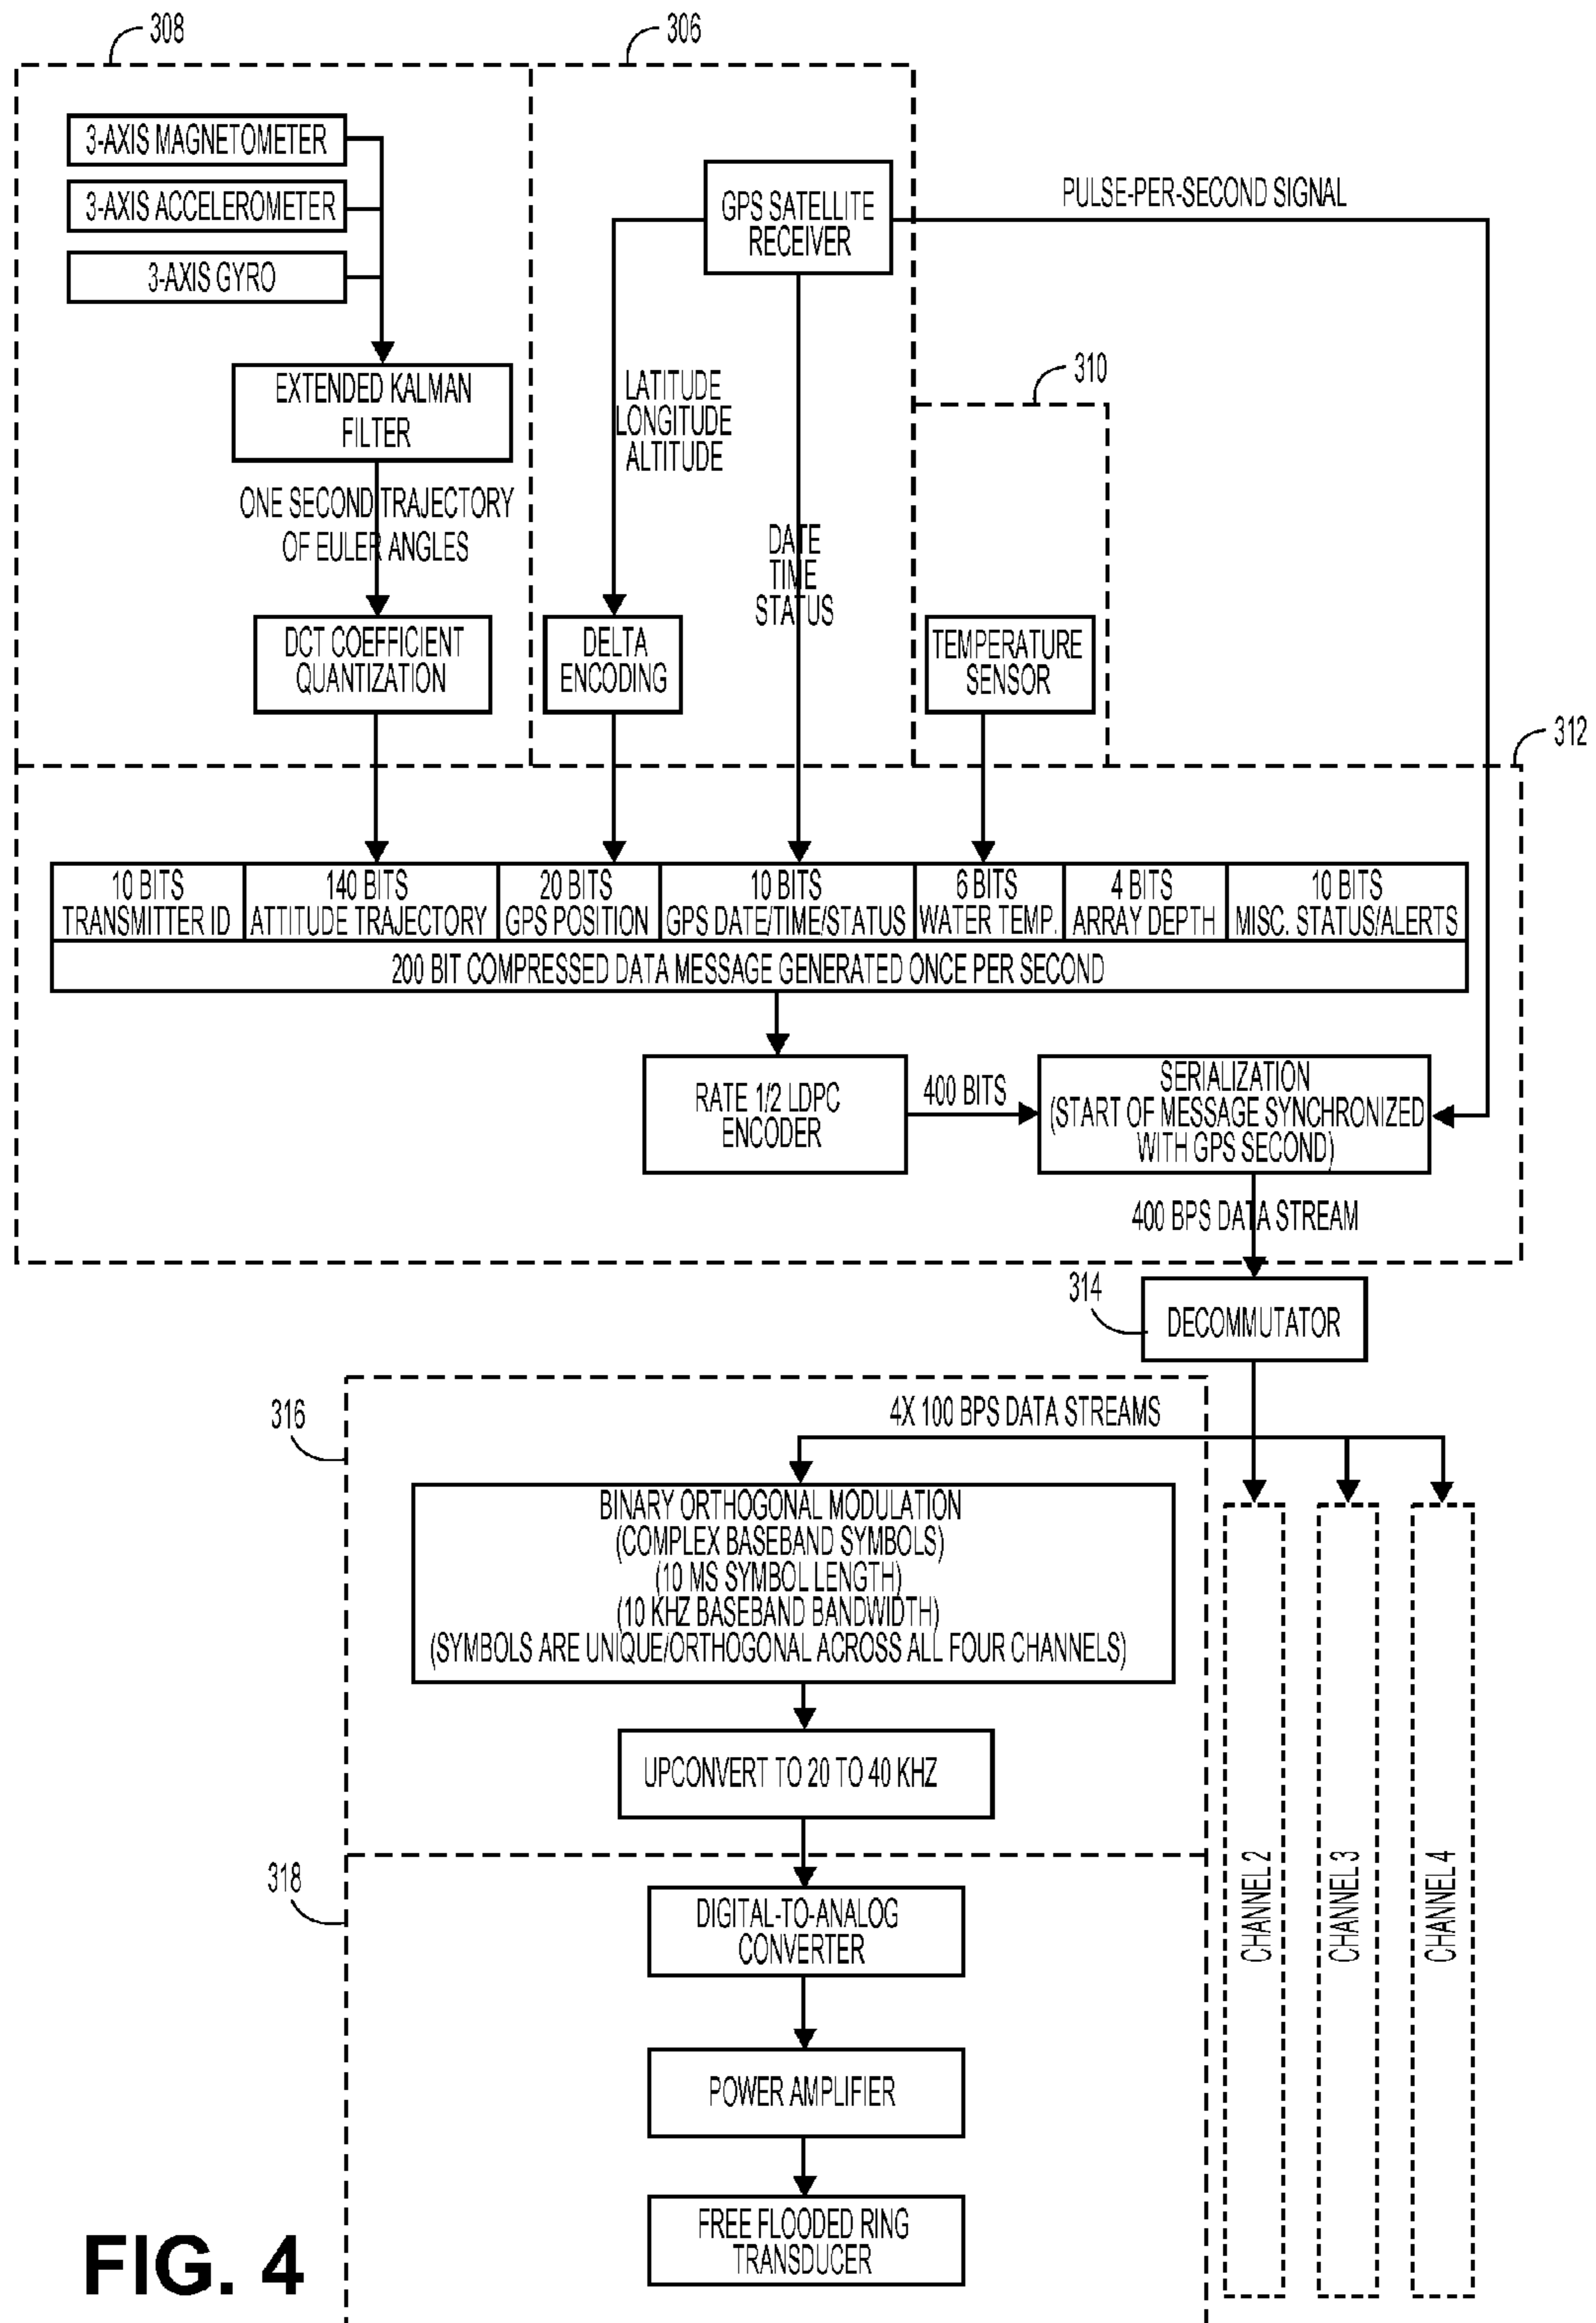 308
306
3-AXIS MAGNETOMETER
3-AXIS ACCELEROMETER
3-AXIS GYRO
GPS SATELLITE
RECEIVER
PULSE-PER-SECOND SIGNAL
EXTENDED KALMAN
FILTER
LATITUDE
LONGITUDE
ALTITUDE
310
ONE SECOND TRAJECTORY
OF EULER ANGLES
DATE
TIME
STATUS
DCT COEFFICIENT
QUANTIZATION
DELTA
ENCODING
TEMPERATURE
SENSOR
312
10 BITS
TRANSMITTER ID
140 BITS
ATTITUDE TRAJECTORY
20 BITS
GPS POSITION
10 BITS
GPS DATE/TIME/STATUS
6 BITS
WATER TEMP.
4 BITS
ARRAY DEPTH
10 BITS
MISC. STATUS/ALERTS
200 BIT COMPRESSED DATA MESSAGE GENERATED ONCE PER SECOND
RATE 1/2 LDPC
ENCODER
400 BITS
SERIALIZATION
(START OF MESSAGE SYNCHRONIZED
WITH GPS SECOND)
400 BPS DATA STREAM
314
DECOMMUTATOR
316
4X 100 BPS DATA STREAMS
BINARY ORTHOGONAL MODULATION
(COMPLEX BASEBAND SYMBOLS)
(10 MS SYMBOL LENGTH)
(10 KHZ BASEBAND BANDWIDTH)
(SYMBOLS ARE UNIQUE/ORTHOGONAL ACROSS ALL FOUR CHANNELS)
UPCONVERT TO 20 TO 40 KHZ
318
DIGITAL-TO-ANALOG
CONVERTER
CHANNEL 2
CHANNEL 3
CHANNEL 4
POWER AMPLIFIER
FREE FLOODED RING
TRANSDUCER
FIG. 4